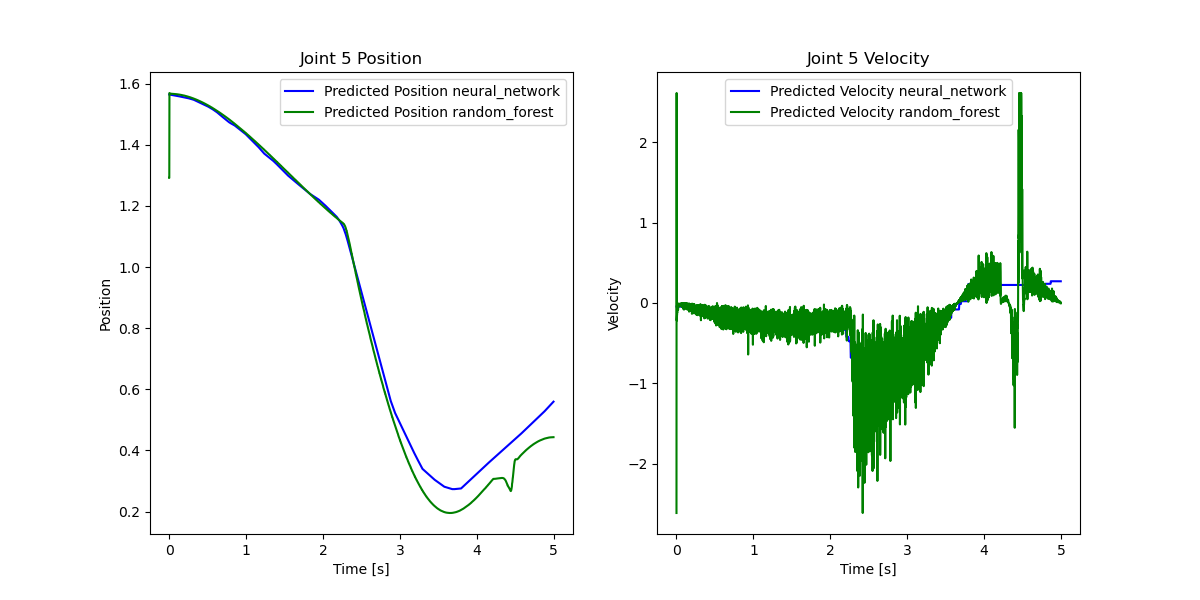 Joint 5 Position
Predicted Position neural_network
Predicted Position random_forest
1.6
1.4
1.2
1.0
0.8
0.6
0.4
0.2
Position
0 1 2 3 4 5
Time [s]
Joint 5 Velocity
Predicted Velocity neural_network
Predicted Velocity random_forest
2
1
0
−1
−2
Velocity
0 1 2 3 4 5
Time [s]